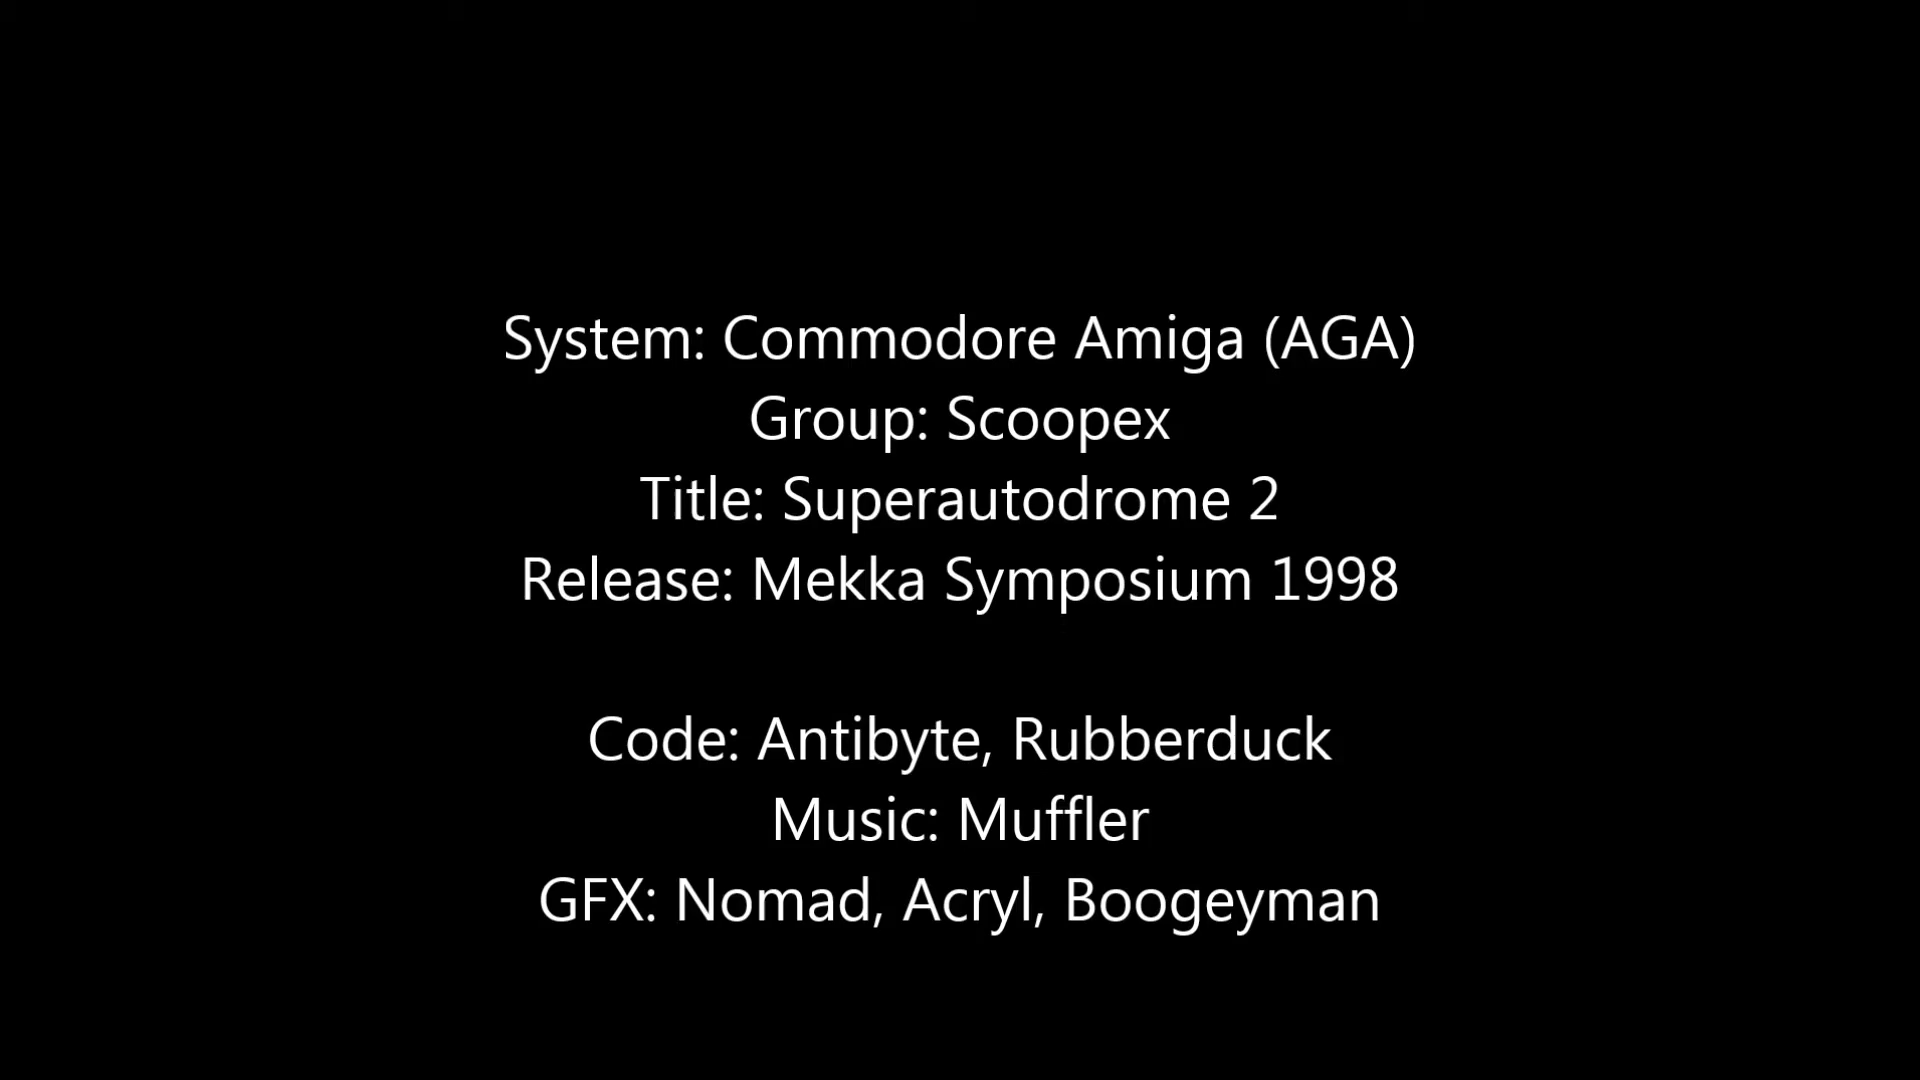 System: Commodore Amiga (AGA)
Group: Scoopex
Title: Superautodrome 2
Release: Mekka Symposium 1998
Code: Antibyte, Rubberduck
Music: Muffler
GFX: Nomad, Acryl, Boogeyman